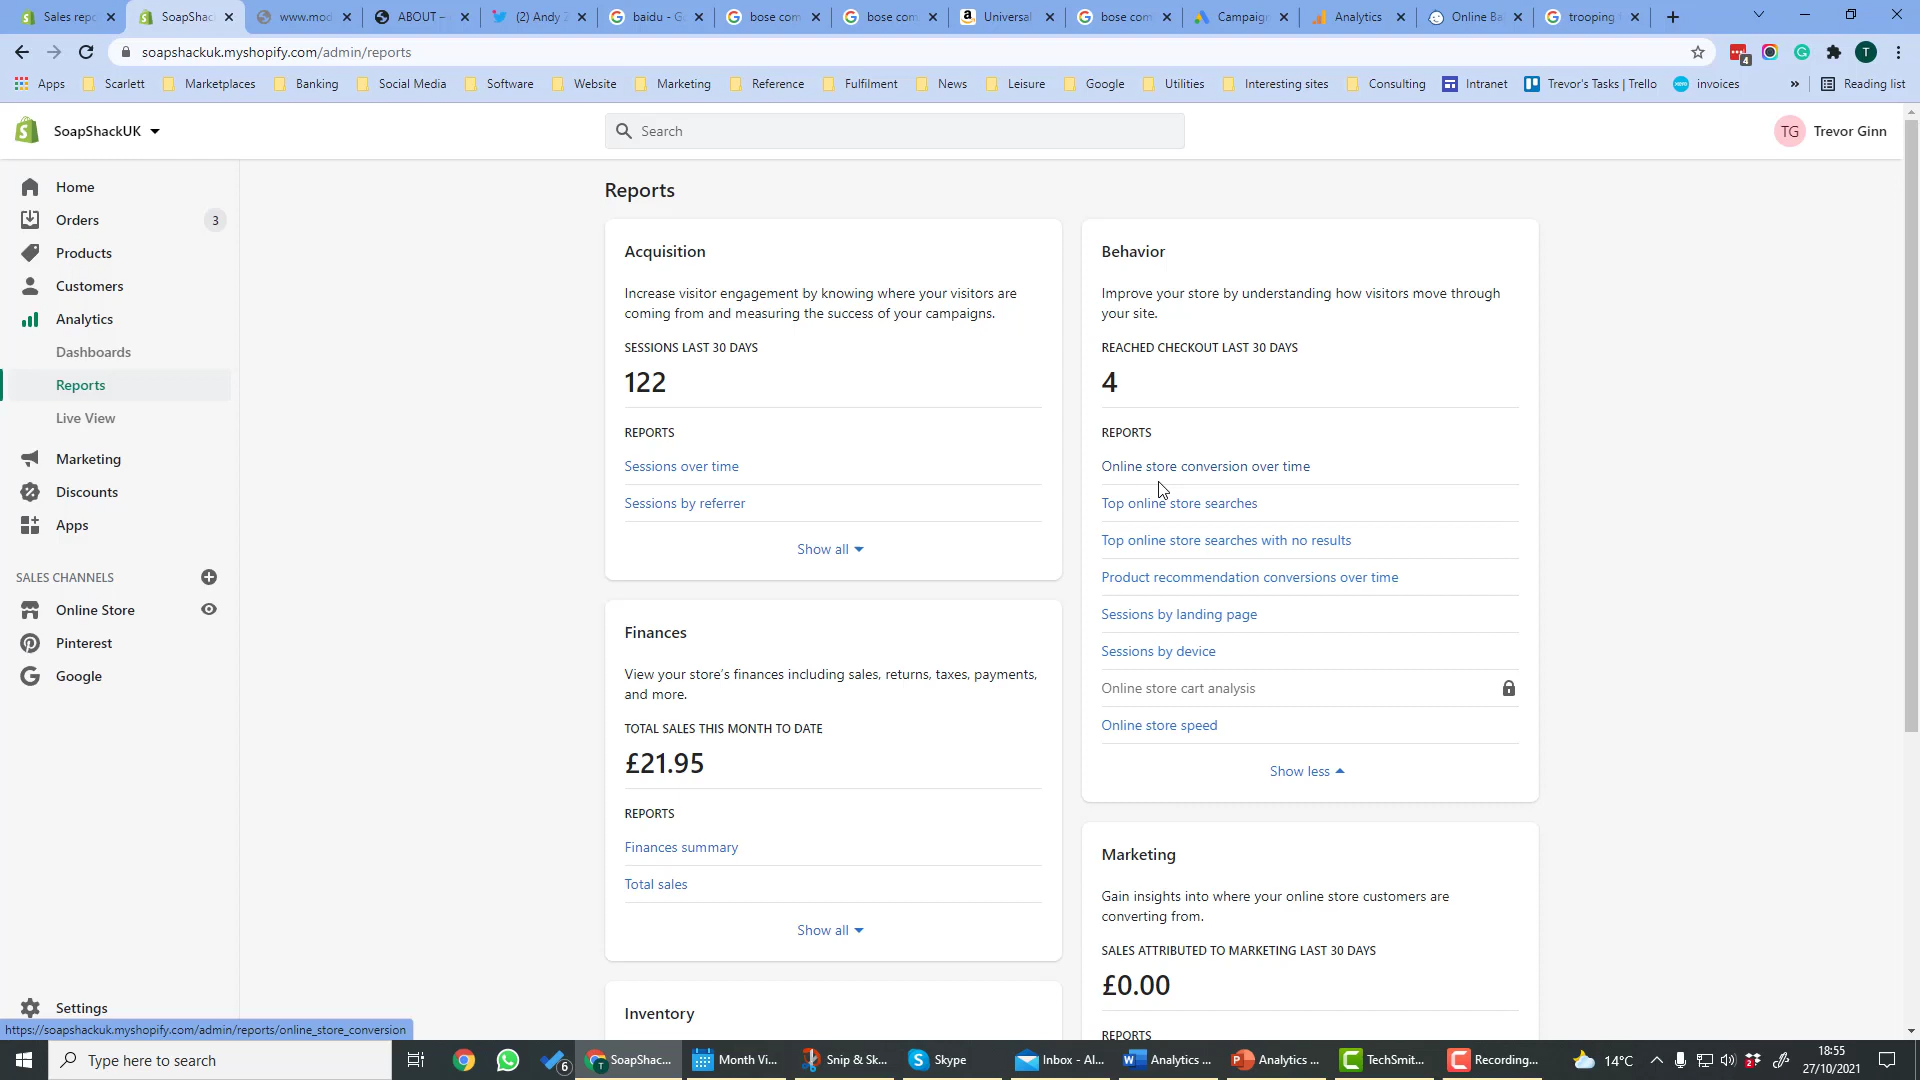 Sales repo
SoapShac
www.mod
ABOUT –
(2) Andy Z
baidu - G
bose com
bose com
Universal
bose com
Campaig
Analytics
Online Ba
trooping
soapshackuk.myshopify.com/admin/reports
4
T
Apps
Scarlett
Marketplaces
Banking
Social Media
Software
Website
Marketing
Reference
Fulfilment
News
Leisure
Google
Utilities
Interesting sites
Consulting
Intranet
Trevor's Tasks | Trello
invoices
»
Reading list
SoapShackUK
Search
TG
Trevor Ginn
Home
Orders
3
Products
Customers
Analytics
Dashboards
Reports
Live View
Marketing
Discounts
Apps
SALES CHANNELS
Online Store
Pinterest
Google
Settings
https://soapshackuk.myshopify.com/admin/reports/online_store_conversion
Reports
Acquisition
Increase visitor engagement by knowing where your visitors are
coming from and measuring the success of your campaigns.
SESSIONS LAST 30 DAYS
122
REPORTS
Sessions over time
Sessions by referrer
Show all
Finances
View your store's finances including sales, returns, taxes, payments,
and more.
TOTAL SALES THIS MONTH TO DATE
£21.95
REPORTS
Finances summary
Total sales
Show all
Inventory
Behavior
Improve your store by understanding how visitors move through
your site.
REACHED CHECKOUT LAST 30 DAYS
4
REPORTS
Online store conversion over time
Top online store searches
Top online store searches with no results
Product recommendation conversions over time
Sessions by landing page
Sessions by device
Online store cart analysis
Online store speed
Show less
Marketing
Gain insights into where your online store customers are
converting from.
SALES ATTRIBUTED TO MARKETING LAST 30 DAYS
£0.00
REPORTS
Type here to search
6
SoapShac...
Month Vi...
Snip & Sk...
Skype
Inbox - Al...
Analytics ...
Analytics ...
TechSmit...
Recording...
14°C
18:55
27/10/2021